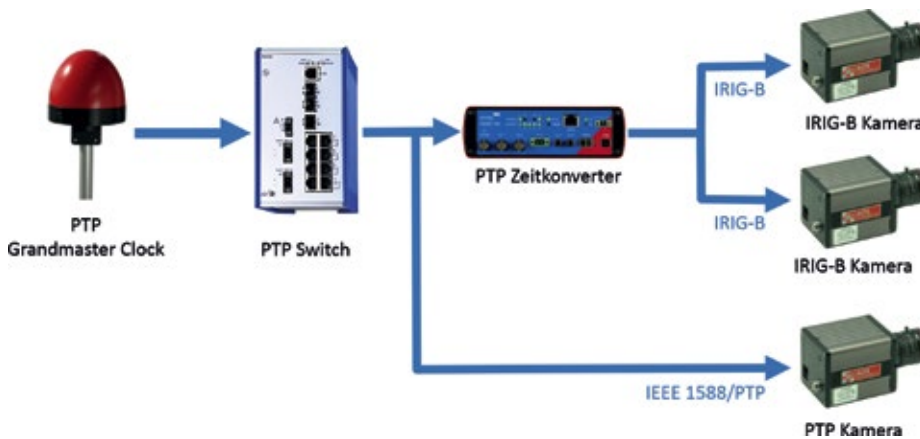 PTP
Grandmaster Clock
PTP Switch
PTP Zeitkonverter
IRIG-B
IRIG-B Kamera
IRIG-B
IRIG-B Kamera
IEEE 1588/PTP
PTP Kamera